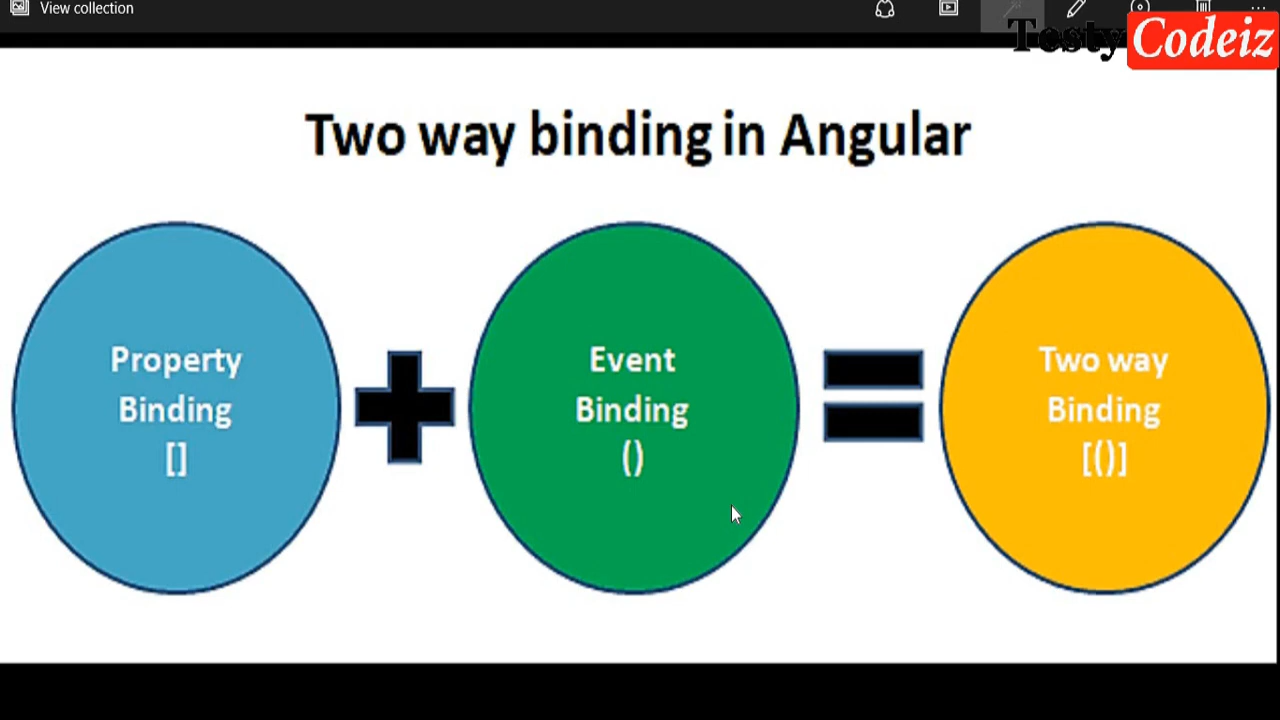 View collection
Testy Codeiz
Two way binding in Angular
Property
Binding
[]
Event
Binding
()
Two way
Binding
[()]